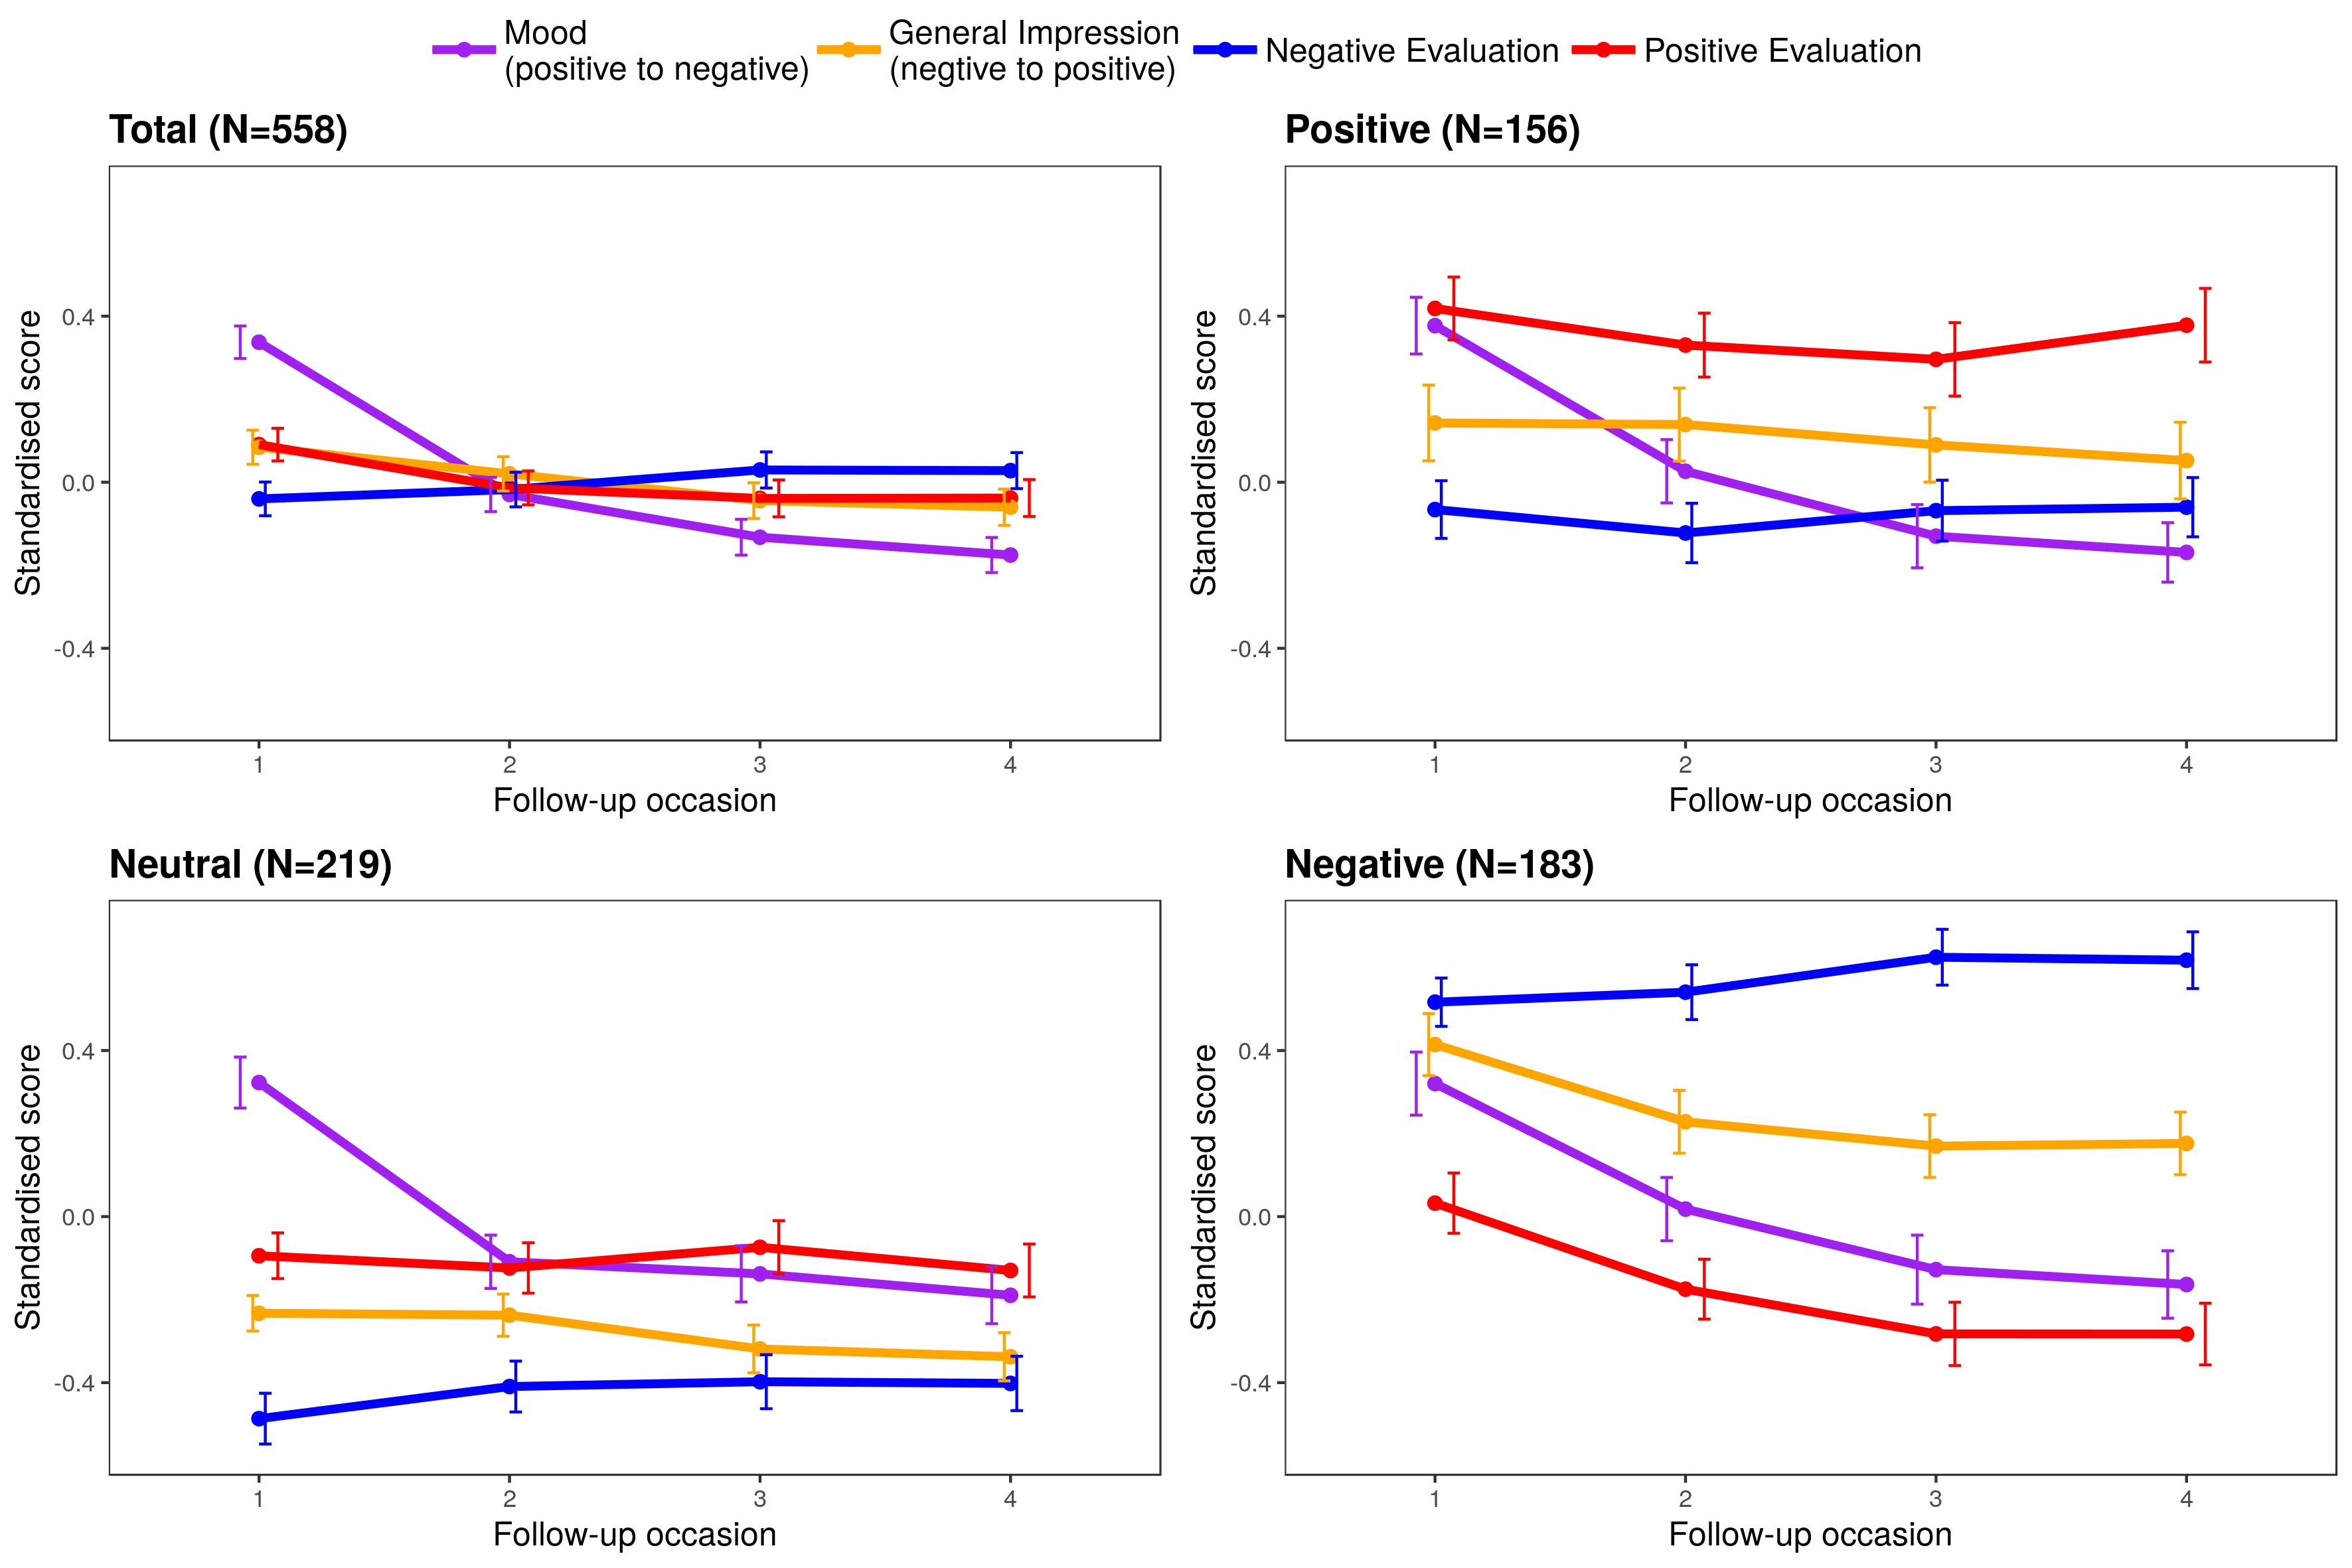 Mood
(positive to negative)
General Impression
(negtive to positive)
Negative Evaluation
Positive Evaluation
Total (N=558)
Standardised score
0.4
0.0
-0.4
1 2 3 4
Follow-up occasion
Positive (N=156)
Standardised score
0.4
0.0
-0.4
1 2 3 4
Follow-up occasion
Neutral (N=219)
Standardised score
0.4
0.0
-0.4
1 2 3 4
Follow-up occasion
Negative (N=183)
Standardised score
0.4
0.0
-0.4
1 2 3 4
Follow-up occasion